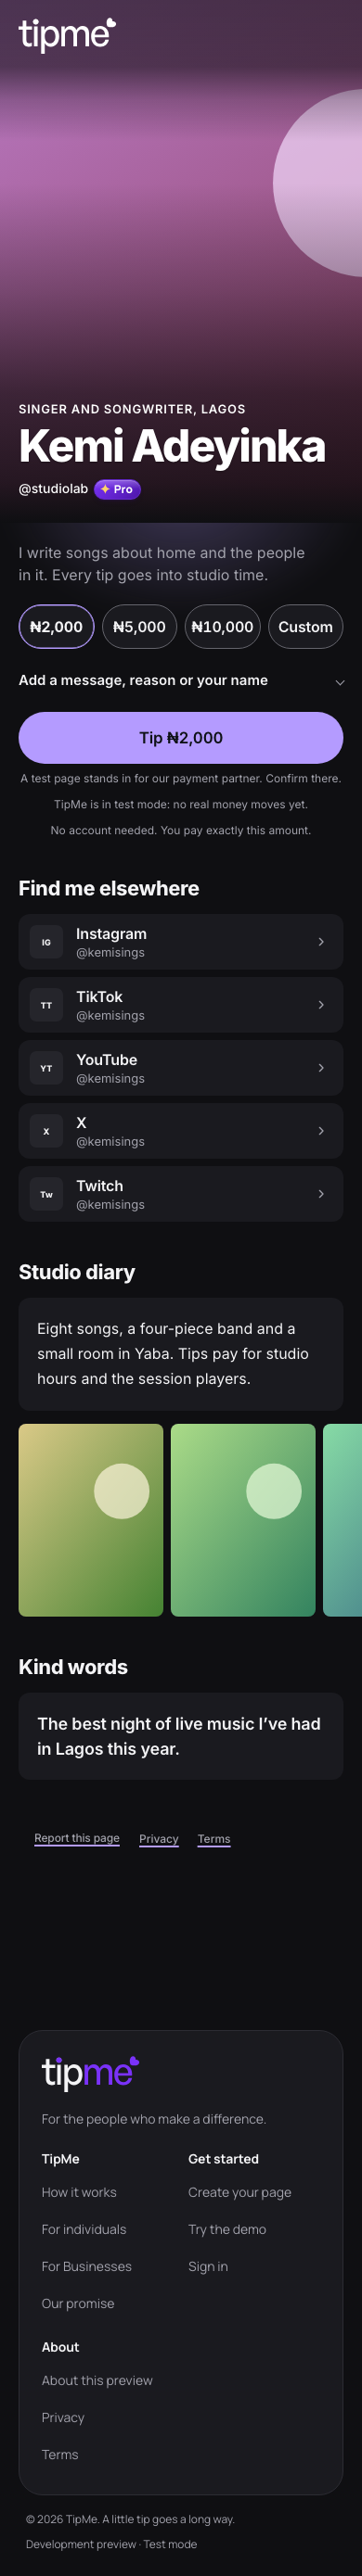 tipme
SINGER AND SONGWRITER, LAGOS
Kemi Adeyinka
@studiolab Pro
I write songs about home and the people
in it. Every tip goes into studio time.
₦2,000 ₦5,000 ₦10,000 Custom
Add a message, reason or your name
Tip ₦2,000
A test page stands in for our payment partner. Confirm there.
TipMe is in test mode: no real money moves yet.
No account needed. You pay exactly this amount.
Find me elsewhere
IG Instagram
@kemisings
TT TikTok
@kemisings
YT YouTube
@kemisings
X X
@kemisings
Tw Twitch
@kemisings
Studio diary
Eight songs, a four-piece band and a
small room in Yaba. Tips pay for studio
hours and the session players.
Kind words
The best night of live music I’ve had
in Lagos this year.
Report this page Privacy Terms
tipme
For the people who make a difference.
TipMe
How it works
For individuals
For Businesses
Our promise
Get started
Create your page
Try the demo
Sign in
About
About this preview
Privacy
Terms
© 2026 TipMe. A little tip goes a long way.
Development preview · Test mode